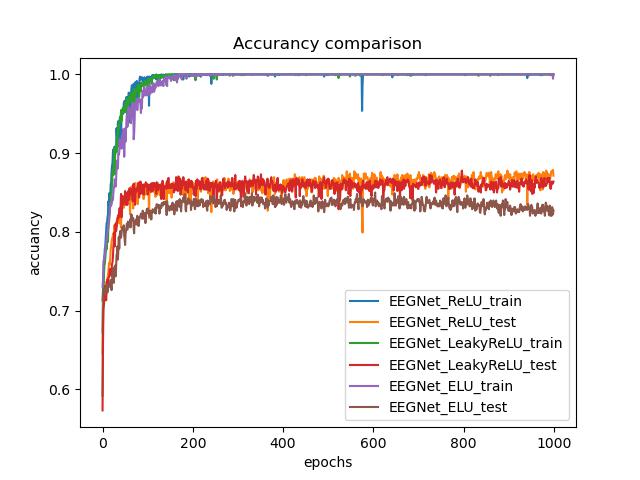 Accurancy comparison
1.0
0.9
0.8
0.7
0.6
accuancy
EEGNet_ReLU_train
EEGNet_ReLU_test
EEGNet_LeakyReLU_train
EEGNet_LeakyReLU_test
EEGNet_ELU_train
EEGNet_ELU_test
0 200 400 600 800 1000
epochs